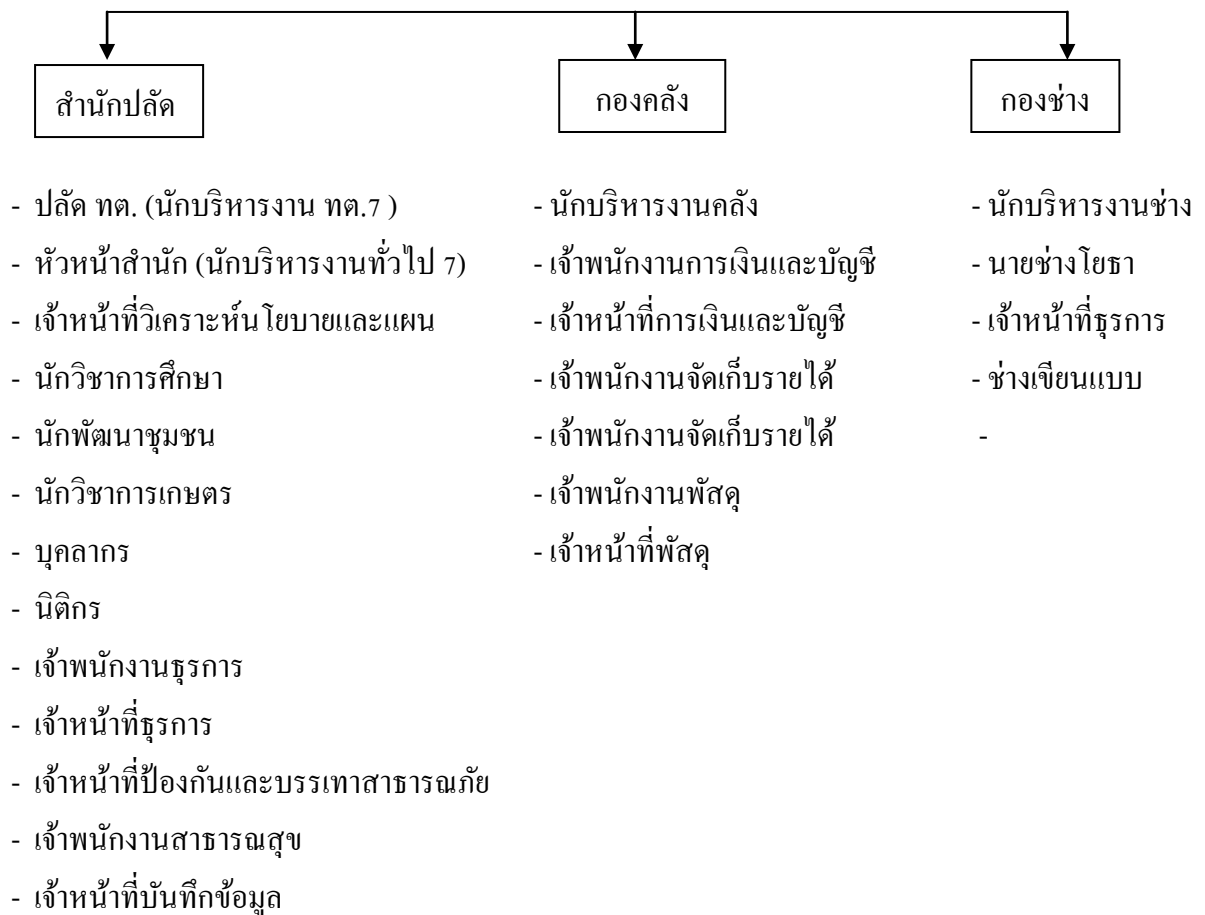 สำนักปลัด
- ปลัด ทต. (นักบริหารงาน ทต.7 )
- หัวหน้าสำนัก (นักบริหารงานทั่วไป 7)
- เจ้าหน้าที่วิเคราะห์นโยบายและแผน
- นักวิชาการศึกษา
- นักพัฒนาชุมชน
- นักวิชาการเกษตร
- บุคลากร
- นิติกร
- เจ้าพนักงานธุรการ
- เจ้าหน้าที่ธุรการ
- เจ้าหน้าที่ป้องกันและบรรเทาสาธารณภัย
- เจ้าพนักงานสาธารณสุข
- เจ้าหน้าที่บันทึกข้อมูล
กองคลัง
- นักบริหารงานคลัง
- เจ้าพนักงานการเงินและบัญชี
- เจ้าหน้าที่การเงินและบัญชี
- เจ้าพนักงานจัดเก็บรายได้
- เจ้าพนักงานจัดเก็บรายได้
- เจ้าพนักงานพัสดุ
- เจ้าหน้าที่พัสดุ
กองช่าง
- นักบริหารงานช่าง
- นายช่างโยธา
- เจ้าหน้าที่ธุรการ
- ช่างเขียนแบบ
-